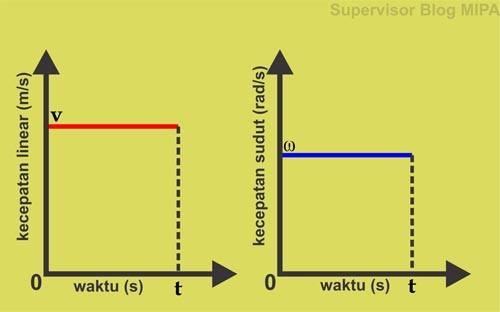 Supervisor Blog MIPA
kecepatan linear (m/s)
v
0
waktu (s)
t
kecepatan sudut (rad/s)
ω
0
waktu (s)
t